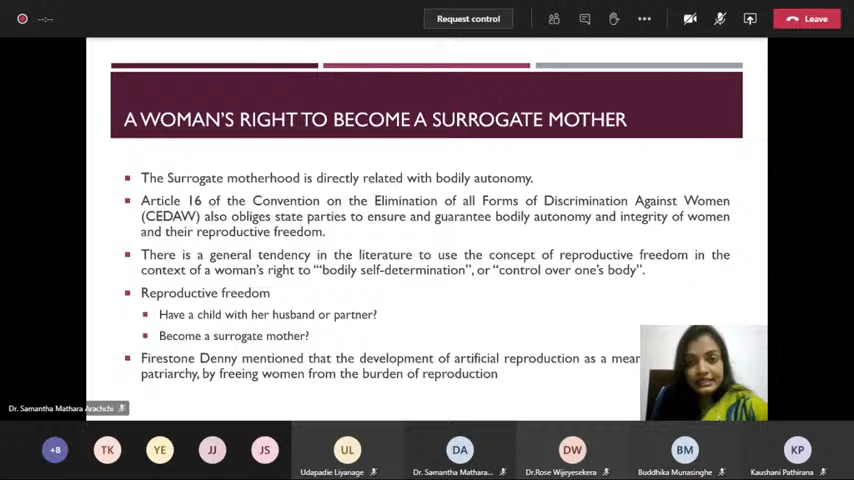 --:--
Request control
Leave
A WOMAN'S RIGHT TO BECOME A SURROGATE MOTHER
The Surrogate motherhood is directly related with bodily autonomy.
Article 16 of the Convention on the Elimination of all Forms of Discrimination Against Women
(CEDAW) also obliges state parties to ensure and guarantee bodily autonomy and integrity of women
and their reproductive freedom.
There is a general tendency in the literature to use the concept of reproductive freedom in the
context of a woman's right to "'bodily self-determination", or "control over one's body".
Reproductive freedom
Have a child with her husband or partner?
Become a surrogate mother?
Firestone Denny mentioned that the development of artificial reproduction as a
patriarchy, by freeing women from the burden of reproduction
Dr. Samantha Mathara Arachchi
+8
TK
YE
JJ
JS
UL
DA
DW
BM
KP
Udapadie Liyanage
Dr. Samantha Mathara...
Dr.Rose Wijeyesekera
Buddhika Munasinghe
Kaushani Pathirana